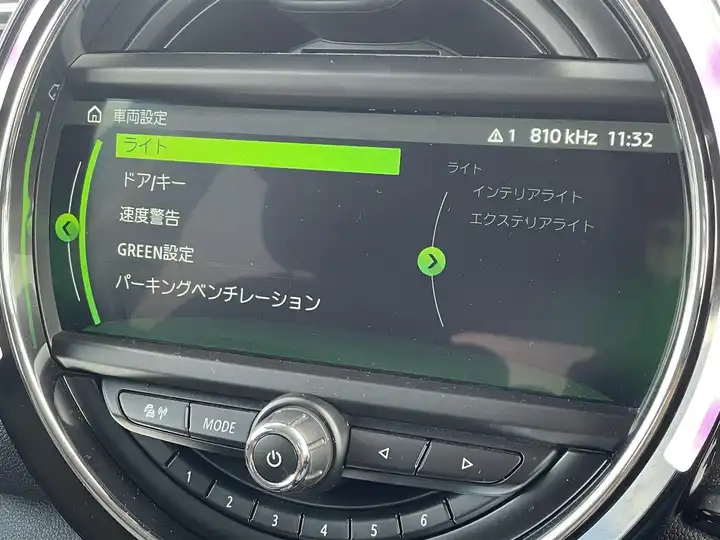 車両設定
⚠1 810 kHz 11:32
ライト
ドア/キー
速度警告
GREEN設定
パーキングベンチレーション
ライト
インテリアライト
エクステリアライト
MODE
1 2 3 4 5 6